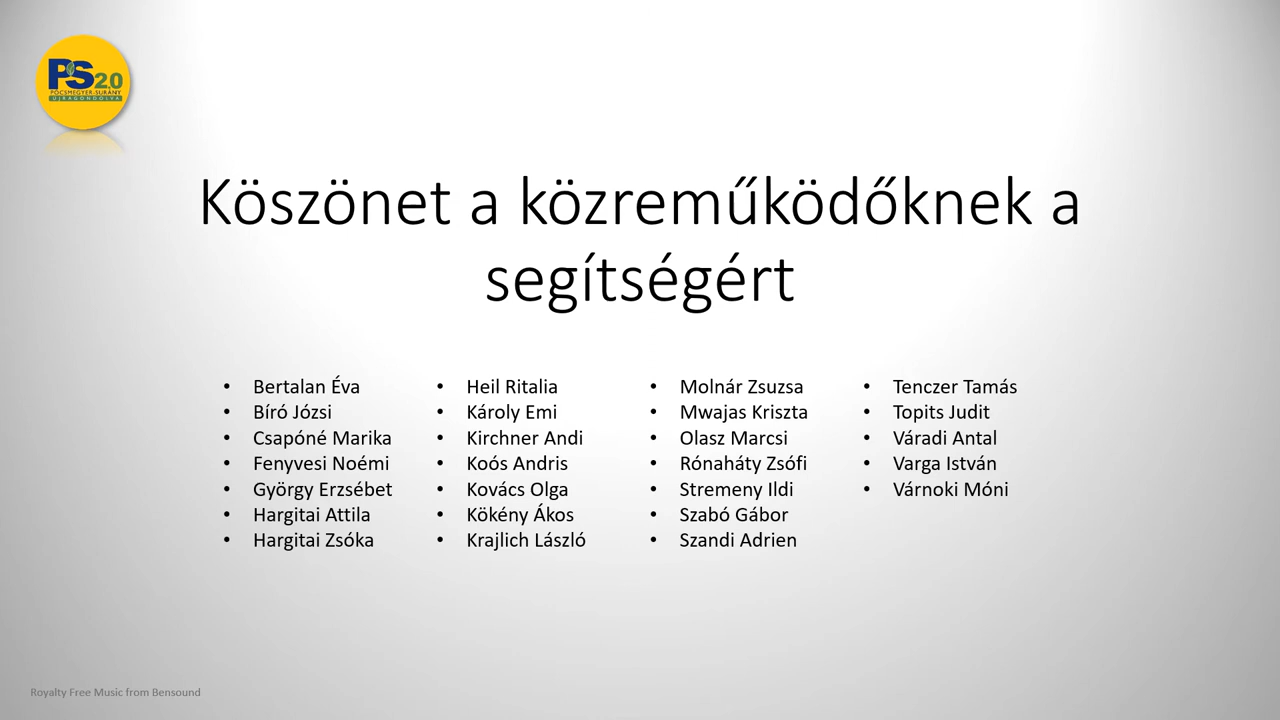 PS2.0
PÓCSMEGYER-SURÁNY
ÚJRAGONDOLVA
Köszönet a közreműködőknek a
segítségért
• Bertalan Éva
• Bíró Józsi
• Csapóné Marika
• Fenyvesi Noémi
• György Erzsébet
• Hargitai Attila
• Hargitai Zsóka
• Heil Ritalia
• Károly Emi
• Kirchner Andi
• Koós Andris
• Kovács Olga
• Kökény Ákos
• Krajlich László
• Molnár Zsuzsa
• Mwajas Kriszta
• Olasz Marcsi
• Rónaháty Zsófi
• Stremeny Ildi
• Szabó Gábor
• Szandi Adrien
• Tenczer Tamás
• Topits Judit
• Váradi Antal
• Varga István
• Várnoki Móni
Royalty Free Music from Bensound